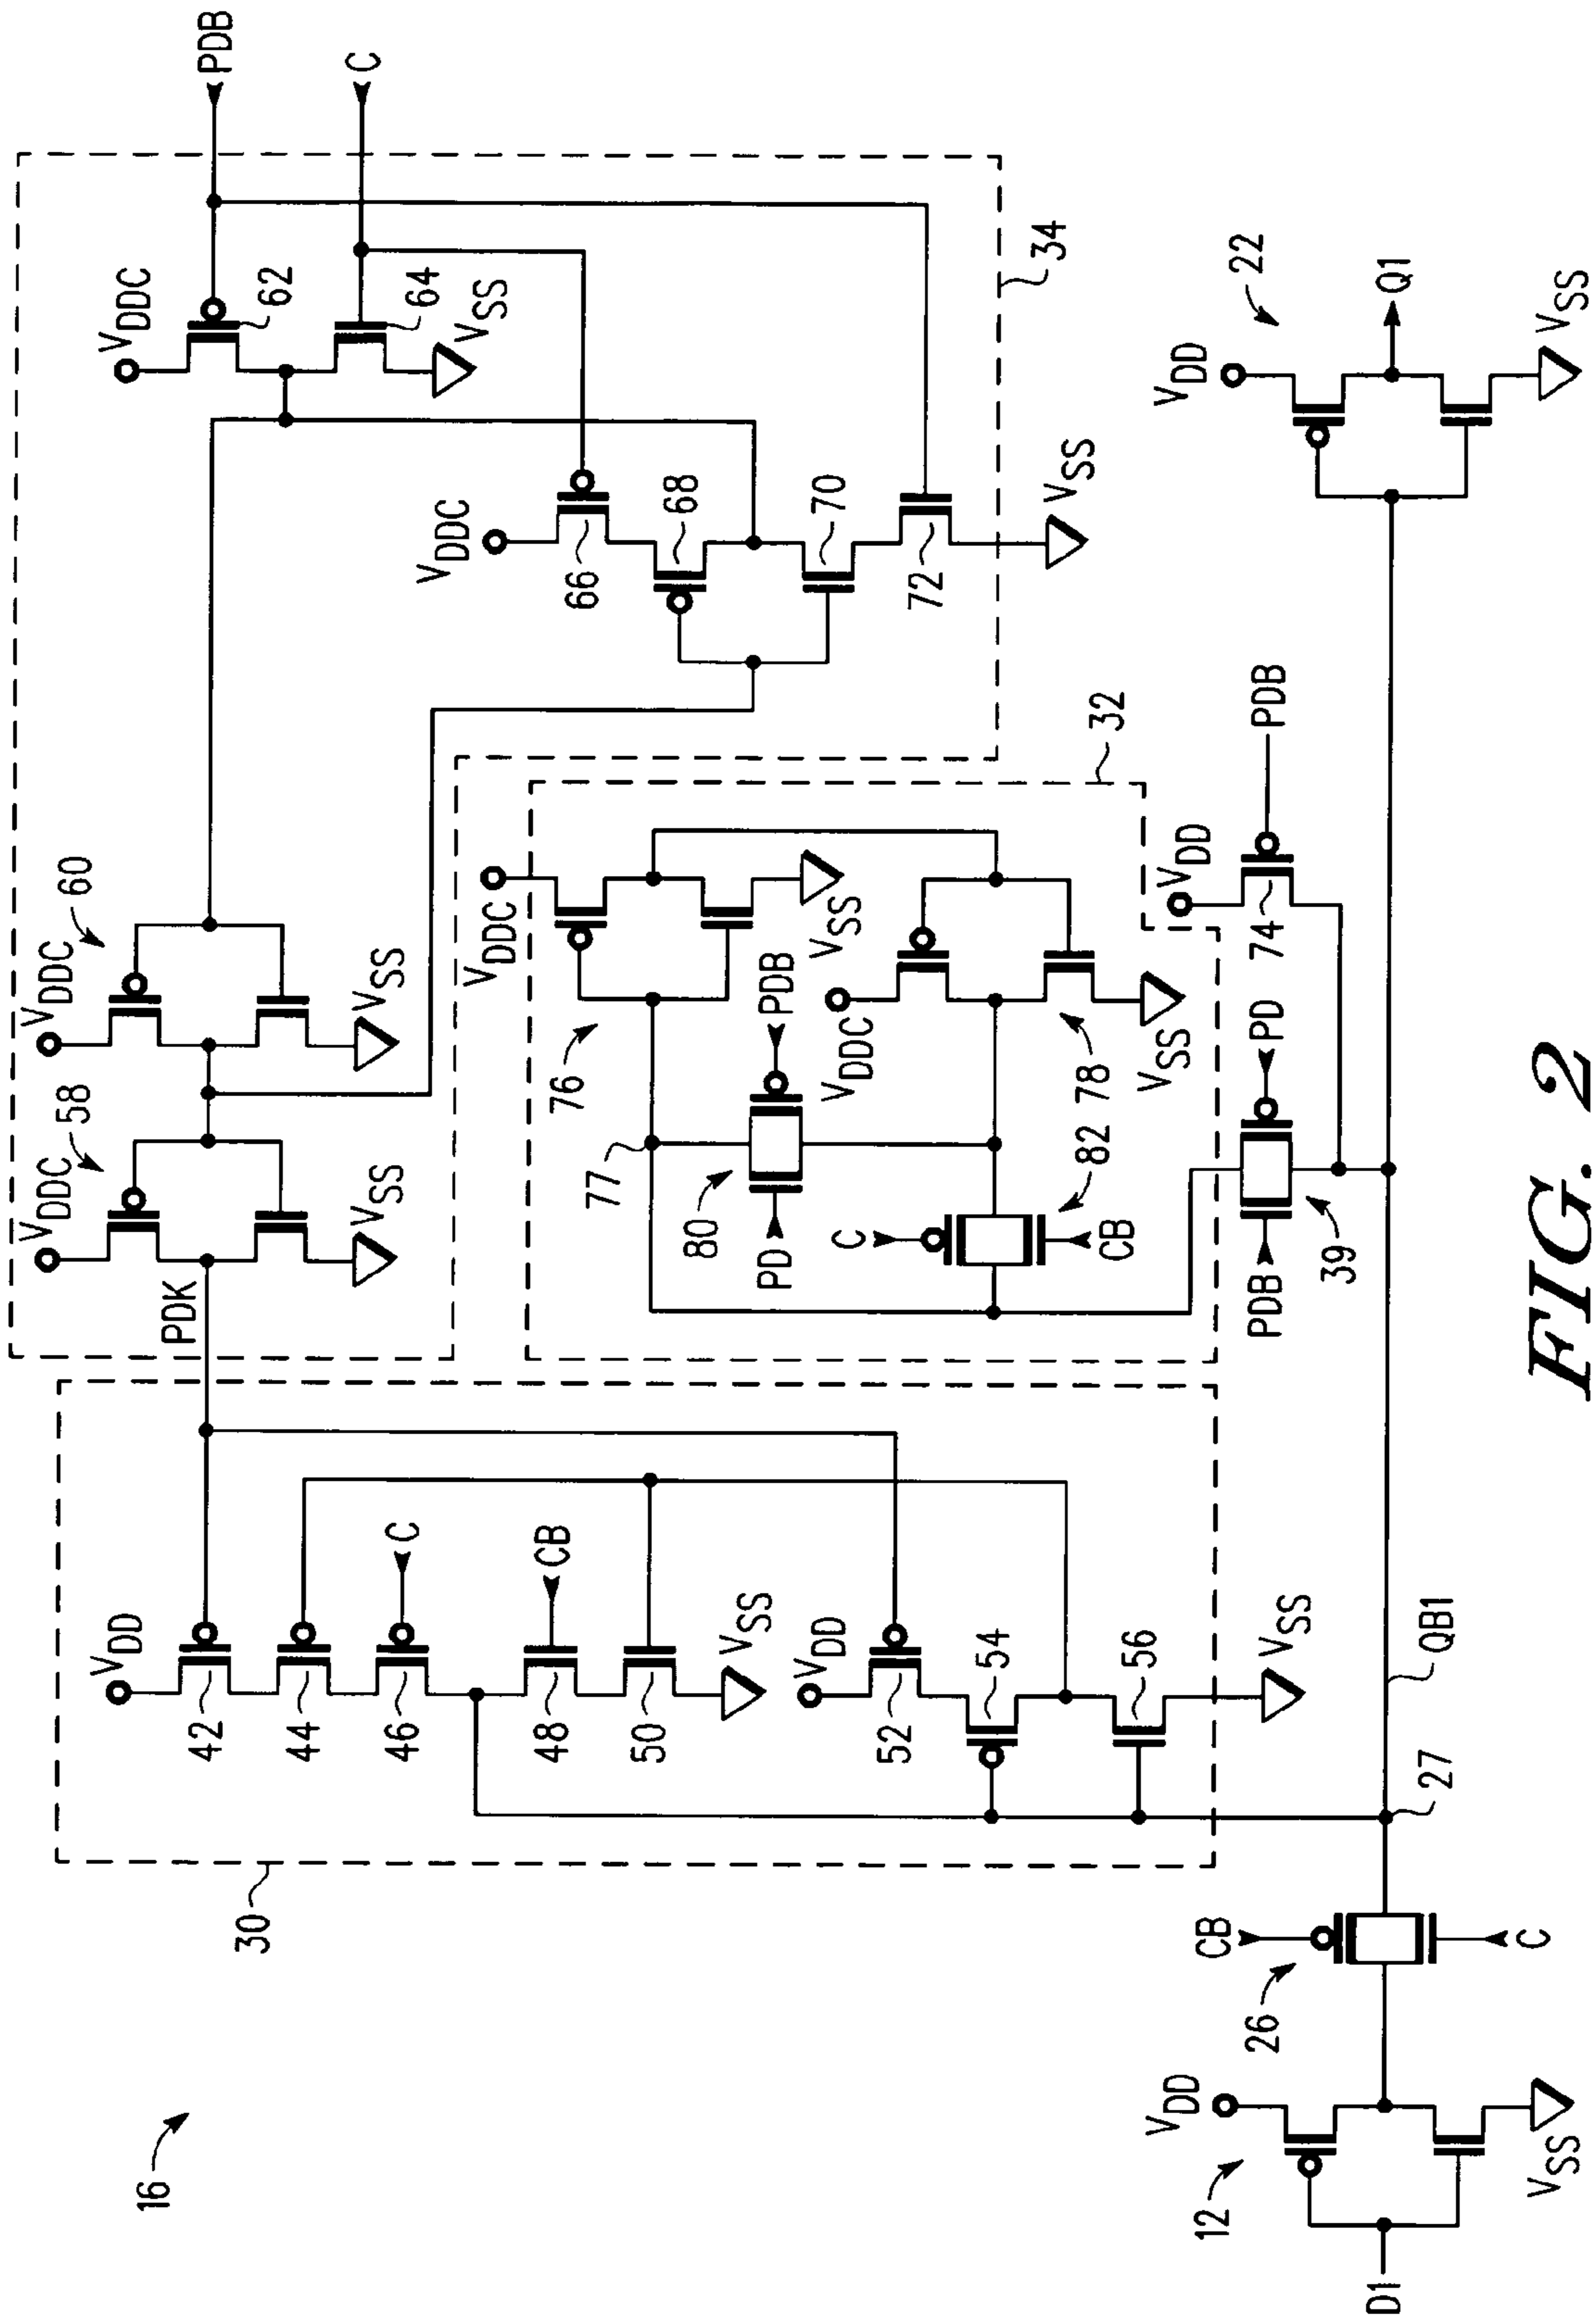 16
PDB
C
34
VDDC
62
64
VSS
VDDC
66
68
70
72
VSS
VDDC
60
VSS
VDDC
58
VSS
PDK
32
VDDC
76
VSS
77
PDB
80
PD
VDDC
78
VSS
C
82
CB
30
VDD
42
44
C
46
CB
48
50
VSS
VDD
52
54
56
VSS
VDD
74
PDB
PD
39
PDB
D1
12
VDD
VSS
CB
26
C
27
QB1
22
VDD
Q1
VSS
FIG. 2